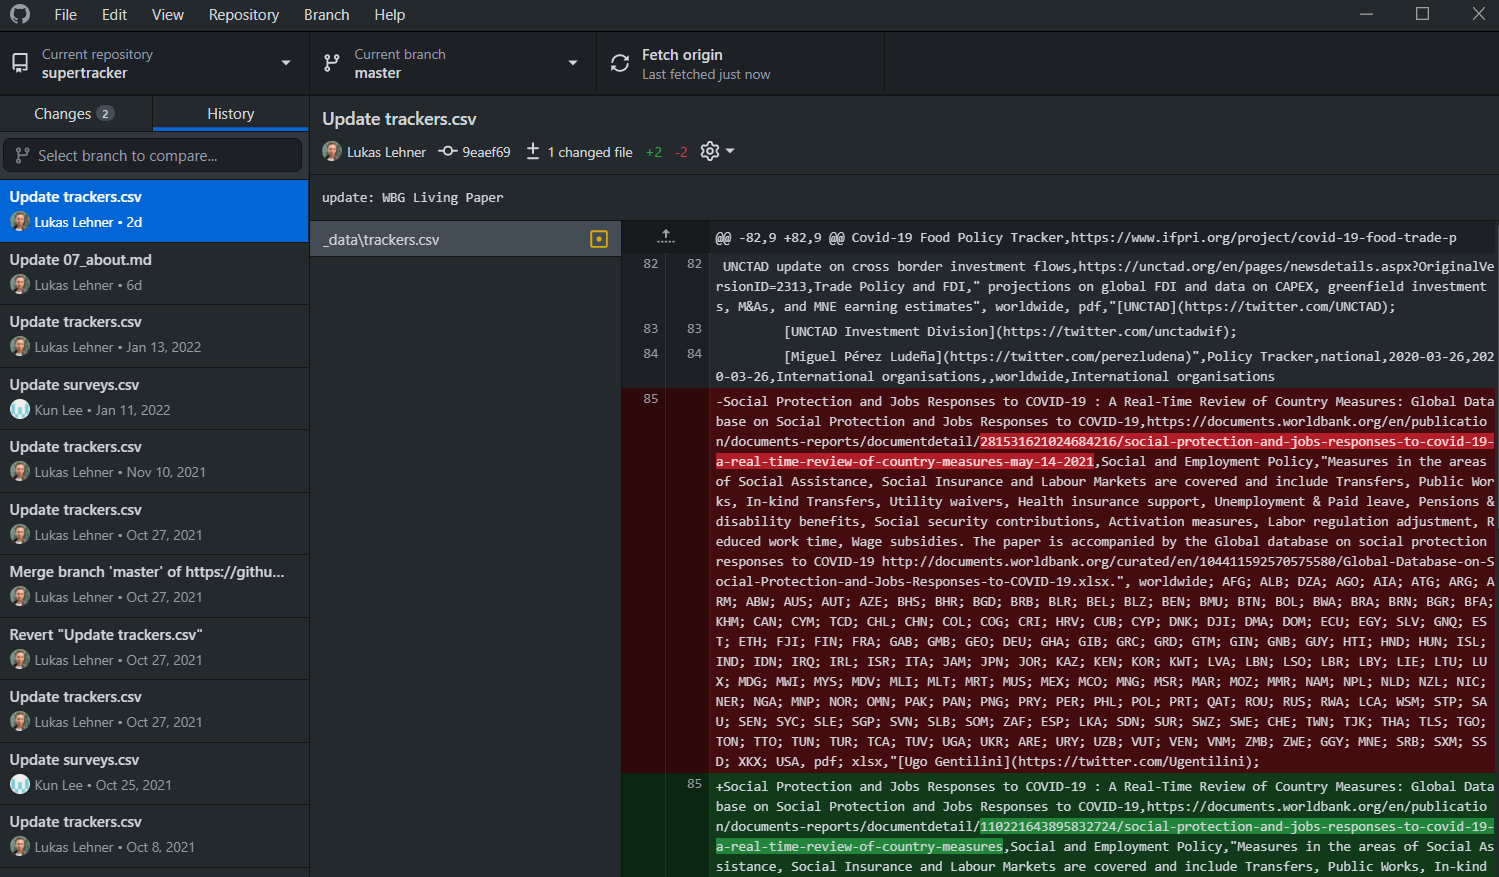 File Edit View Repository Branch Help
Current repository
supertracker
Current branch
master
Fetch origin
Last fetched just now
Changes 2
History
Select branch to compare...
Update trackers.csv
Lukas Lehner • 2d
Update 07_about.md
Lukas Lehner • 6d
Update trackers.csv
Lukas Lehner • Jan 13, 2022
Update surveys.csv
Kun Lee • Jan 11, 2022
Update trackers.csv
Lukas Lehner • Nov 10, 2021
Update trackers.csv
Lukas Lehner • Oct 27, 2021
Merge branch 'master' of https://githu...
Lukas Lehner • Oct 27, 2021
Revert "Update trackers.csv"
Lukas Lehner • Oct 27, 2021
Update trackers.csv
Lukas Lehner • Oct 27, 2021
Update surveys.csv
Kun Lee • Oct 25, 2021
Update trackers.csv
Lukas Lehner • Oct 8, 2021
Update trackers.csv
Lukas Lehner 9eaef69 1 changed file +2 -2
update: WBG Living Paper
_data\trackers.csv
@@ -82,9 +82,9 @@ Covid-19 Food Policy Tracker,https://www.ifpri.org/project/covid-19-food-trade-p
82 82 UNCTAD update on cross border investment flows,https://unctad.org/en/pages/newsdetails.aspx?OriginalVe
rsionID=2313,Trade Policy and FDI," projections on global FDI and data on CAPEX, greenfield investment
s, M&As, and MNE earning estimates", worldwide, pdf,"[UNCTAD](https://twitter.com/UNCTAD);
83 83 [UNCTAD Investment Division](https://twitter.com/unctadwif);
84 84 [Miguel Pérez Ludeña](https://twitter.com/perezludena)",Policy Tracker,national,2020-03-26,202
0-03-26,International organisations,,worldwide,International organisations
85 -Social Protection and Jobs Responses to COVID-19 : A Real-Time Review of Country Measures: Global Data
base on Social Protection and Jobs Responses to COVID-19,https://documents.worldbank.org/en/publicatio
n/documents-reports/documentdetail/281531621024684216/social-protection-and-jobs-responses-to-covid-19-
a-real-time-review-of-country-measures-may-14-2021,Social and Employment Policy,"Measures in the areas
of Social Assistance, Social Insurance and Labour Markets are covered and include Transfers, Public Wor
ks, In-kind Transfers, Utility waivers, Health insurance support, Unemployment & Paid leave, Pensions &
disability benefits, Social security contributions, Activation measures, Labor regulation adjustment, R
educed work time, Wage subsidies. The paper is accompanied by the Global database on social protection
responses to COVID-19 http://documents.worldbank.org/curated/en/104411592570575580/Global-Database-on-S
ocial-Protection-and-Jobs-Responses-to-COVID-19.xlsx.", worldwide; AFG; ALB; DZA; AGO; AIA; ATG; ARG; A
RM; ABW; AUS; AUT; AZE; BHS; BHR; BGD; BRB; BLR; BEL; BLZ; BEN; BMU; BTN; BOL; BWA; BRA; BRN; BGR; BFA;
KHM; CAN; CYM; TCD; CHL; CHN; COL; COG; CRI; HRV; CUB; CYP; DNK; DJI; DMA; DOM; ECU; EGY; SLV; GNQ; ES
T; ETH; FJI; FIN; FRA; GAB; GMB; GEO; DEU; GHA; GIB; GRC; GRD; GTM; GIN; GNB; GUY; HTI; HND; HUN; ISL;
IND; IDN; IRQ; IRL; ISR; ITA; JAM; JPN; JOR; KAZ; KEN; KOR; KWT; LVA; LBN; LSO; LBR; LBY; LIE; LTU; LU
X; MDG; MWI; MYS; MDV; MLI; MLT; MRT; MUS; MEX; MCO; MNG; MSR; MAR; MOZ; MMR; NAM; NPL; NLD; NZL; NIC;
NER; NGA; MNP; NOR; OMN; PAK; PAN; PNG; PRY; PER; PHL; POL; PRT; QAT; ROU; RUS; RWA; LCA; WSM; STP; SA
U; SEN; SYC; SLE; SGP; SVN; SLB; SOM; ZAF; ESP; LKA; SDN; SUR; SWZ; SWE; CHE; TWN; TJK; THA; TLS; TGO;
TON; TTO; TUN; TUR; TCA; TUV; UGA; UKR; ARE; URY; UZB; VUT; VEN; VNM; ZMB; ZWE; GGY; MNE; SRB; SXM; SS
D; XKX; USA, pdf; xlsx,"[Ugo Gentilini](https://twitter.com/Ugentilini);
85 +Social Protection and Jobs Responses to COVID-19 : A Real-Time Review of Country Measures: Global Data
base on Social Protection and Jobs Responses to COVID-19,https://documents.worldbank.org/en/publicatio
n/documents-reports/documentdetail/110221643895832724/social-protection-and-jobs-responses-to-covid-19-
a-real-time-review-of-country-measures,Social and Employment Policy,"Measures in the areas of Social As
sistance, Social Insurance and Labour Markets are covered and include Transfers, Public Works, In-kind